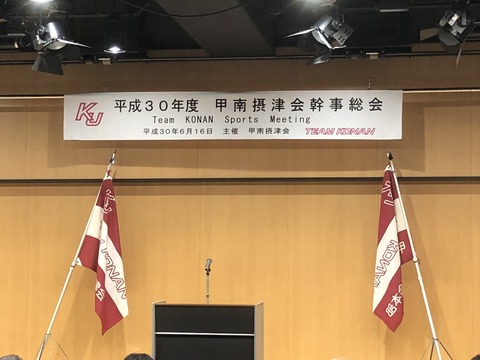 KU
平成30年度 甲南摂津会幹事総会
Team KONAN Sports Meeting
平成30年6月16日 主催 甲南摂津会 TEAM KONAN
KONAN